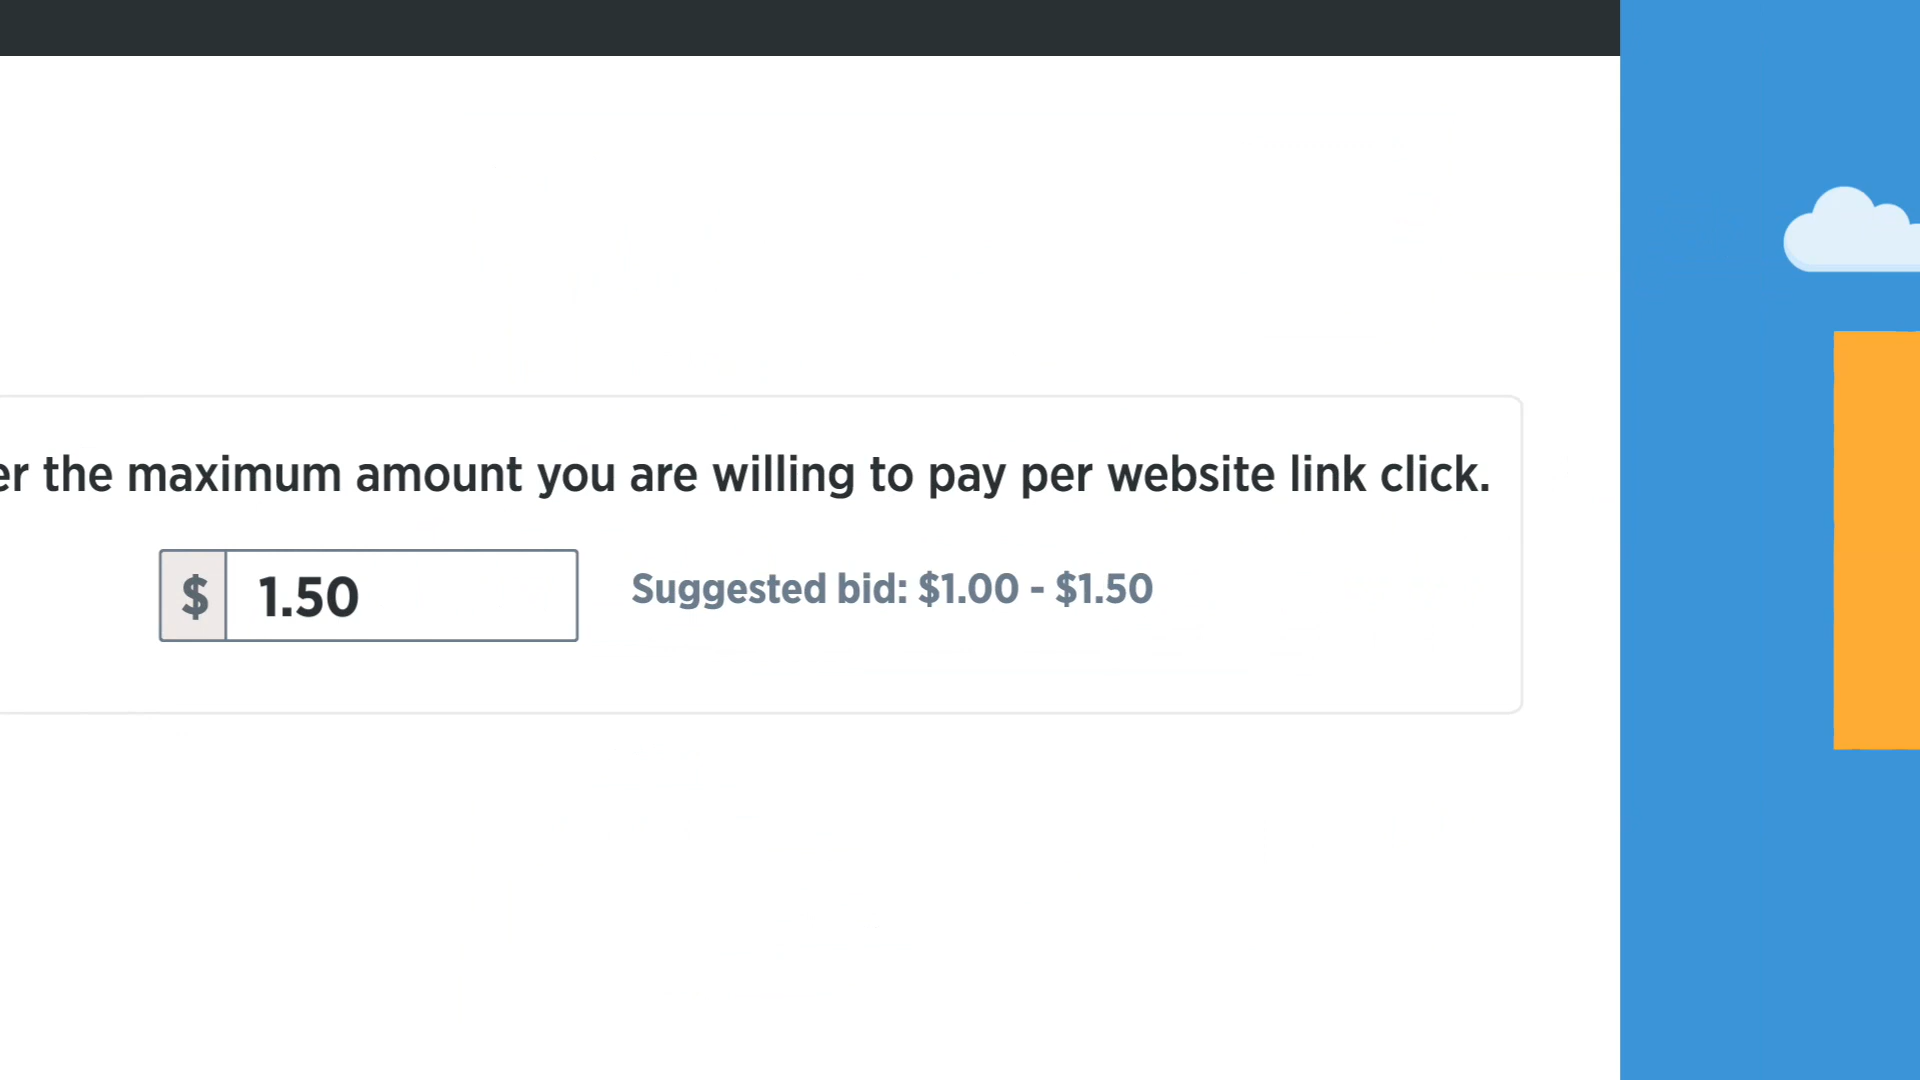 er the maximum amount you are willing to pay per website link click.
$ 1.50
Suggested bid: $1.00 - $1.50